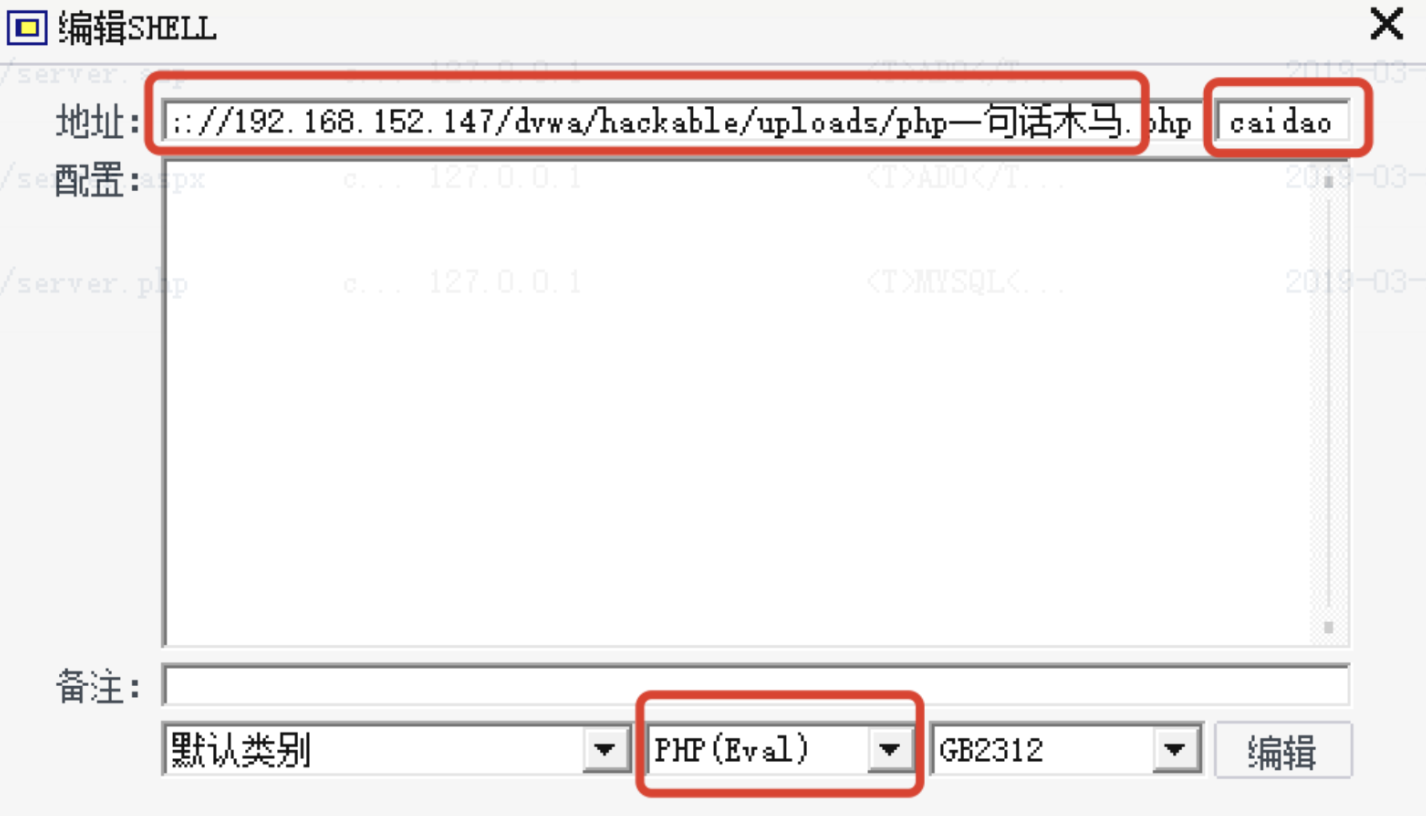 编辑SHELL
/server.asp c... 127.0.0.1 <T>ADO</T... 2019-03-
地址: ://192.168.152.147/dvwa/hackable/uploads/php一句话木马.php caidao
/server.aspx c... 127.0.0.1 <T>ADO</T... 2019-03-
配置:
/server.php c... 127.0.0.1 <T>MYSQL<... 2019-03-
备注:
默认类别 PHP(Eval) GB2312 编辑